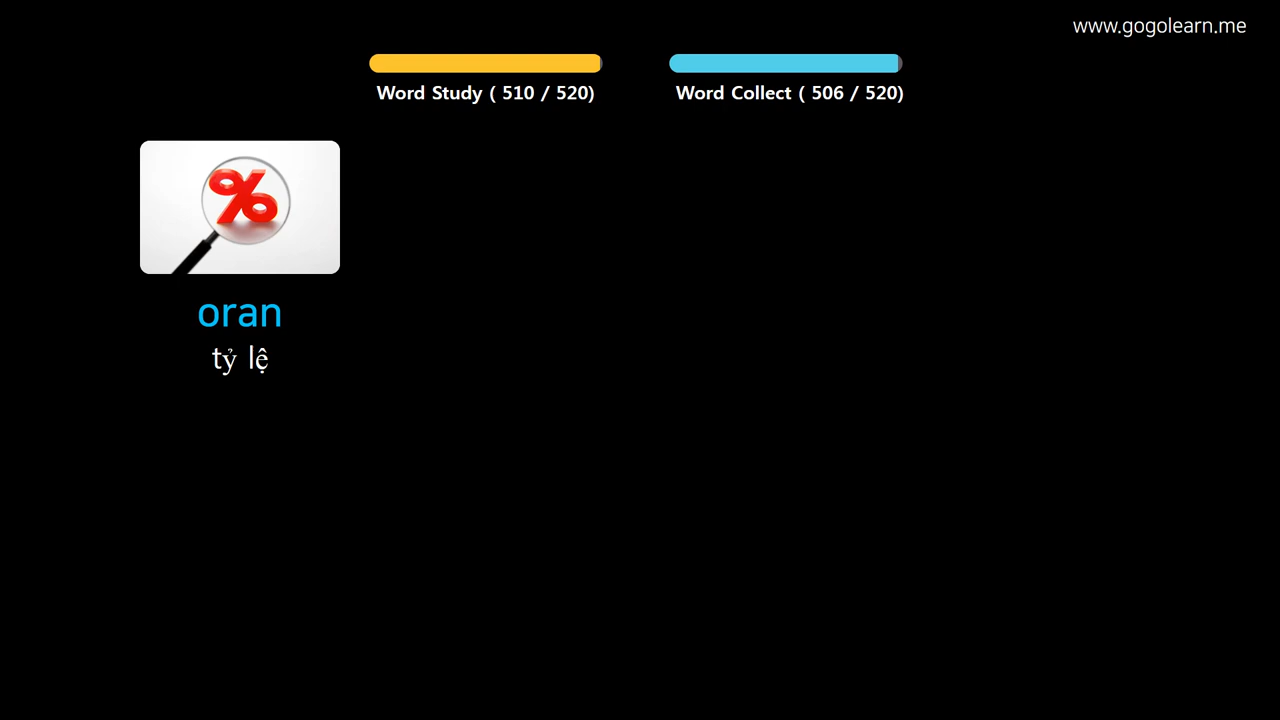 www.gogolearn.me
Word Study ( 510 / 520)
Word Collect ( 506 / 520)
%
oran
tỷ lệ